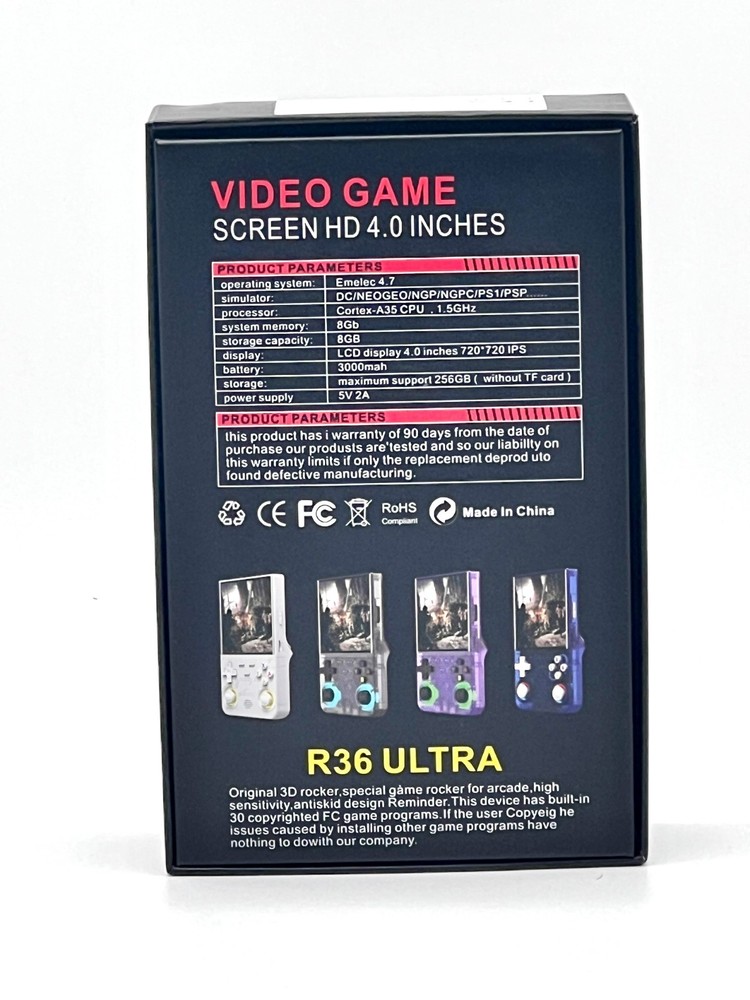 VIDEO GAME
SCREEN HD 4.0 INCHES
PRODUCT PARAMETERS
operating system: Emelec 4.7
simulator: DC/NEOGEO/NGP/NGPC/PS1/PSP......
processor: Cortex-A35 CPU , 1.5GHz
system memory: 8Gb
storage capacity: 8GB
display: LCD display 4.0 inches 720*720 IPS
battery: 3000mah
storage: maximum support 256GB ( without TF card )
power supply 5V 2A
PRODUCT PARAMETERS
this product has i warranty of 90 days from the date of
purchase our produsts are'tested and so our liabillty on
this warranty limits if only the replacement deprod uto
found defective manufacturing.
CE FC RoHS Compliant Made In China
R36 ULTRA
Original 3D rocker,special game rocker for arcade,high
sensitivity,antiskid design Reminder.This device has built-in
30 copyrighted FC game programs.If the user Copyeig he
issues caused by installing other game programs have
nothing to dowith our company.